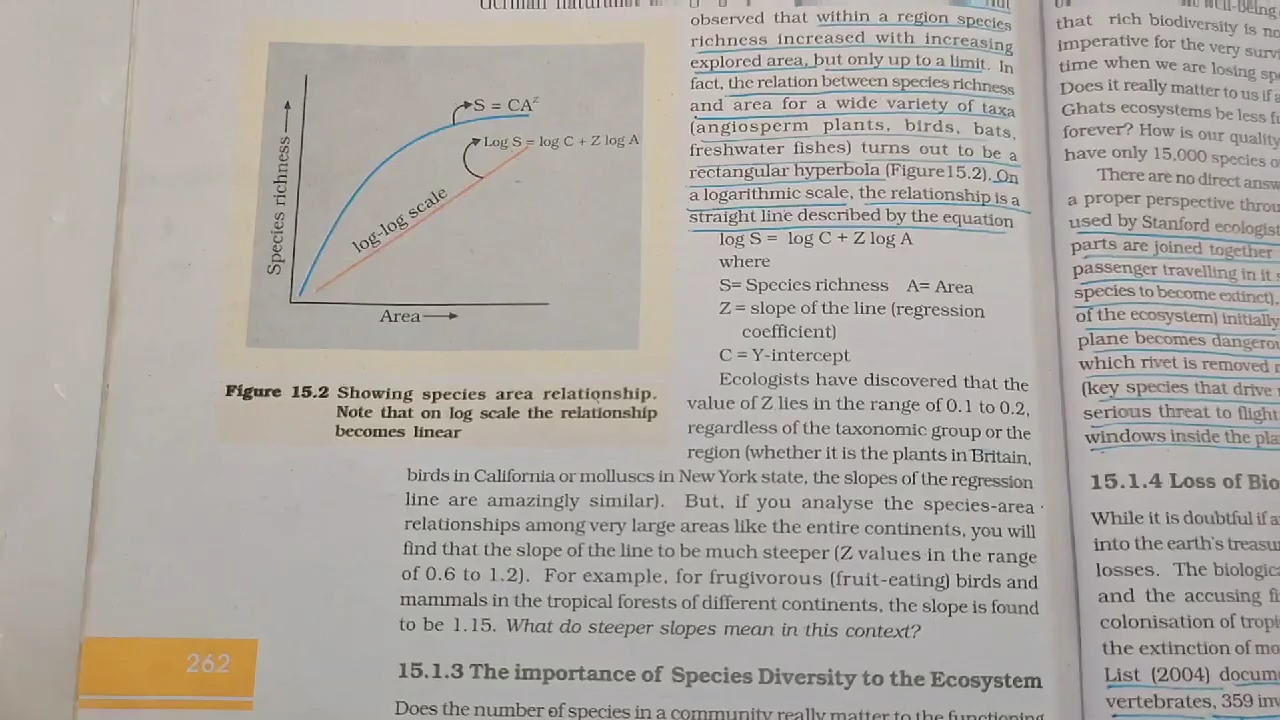 German naturalist
observed that within a region species
richness increased with increasing
explored area, but only up to a limit. In
fact, the relation between species richness
and area for a wide variety of taxa
(angiosperm plants, birds, bats,
freshwater fishes) turns out to be a
rectangular hyperbola (Figure15.2). On
a logarithmic scale, the relationship is a
straight line described by the equation
log S = log C + Z log A
where
S= Species richness A= Area
Z = slope of the line (regression
coefficient)
C = Y-intercept
Ecologists have discovered that the
value of Z lies in the range of 0.1 to 0.2,
regardless of the taxonomic group or the
region (whether it is the plants in Britain,
S = CA^Z
Log S = log C + Z log A
log-log scale
Species richness
Area
Figure 15.2 Showing species area relationship.
Note that on log scale the relationship
becomes linear
birds in California or molluscs in New York state, the slopes of the regression
line are amazingly similar). But, if you analyse the species-area
relationships among very large areas like the entire continents, you will
find that the slope of the line to be much steeper (Z values in the range
of 0.6 to 1.2). For example, for frugivorous (fruit-eating) birds and
mammals in the tropical forests of different continents, the slope is found
to be 1.15. What do steeper slopes mean in this context?
262
15.1.3 The importance of Species Diversity to the Ecosystem
Does the number of species in a community really matter to the functioning
that rich biodiversity is
imperative for the very
time when we are losing
Does it really matter to us if
Ghats ecosystems be less
forever? How is our quality
have only 15,000 species
There are no direct
a proper perspective
used by Stanford
parts are joined together
passenger travelling in it
species to become extinct),
of the ecosystem) initially
plane becomes
which rivet is removed
(key species that drive
serious threat to flight
windows inside the
15.1.4 Loss of
While it is doubtful if
into the earth's
losses. The
and the accusing
colonisation of
the extinction of
List (2004)
vertebrates, 359